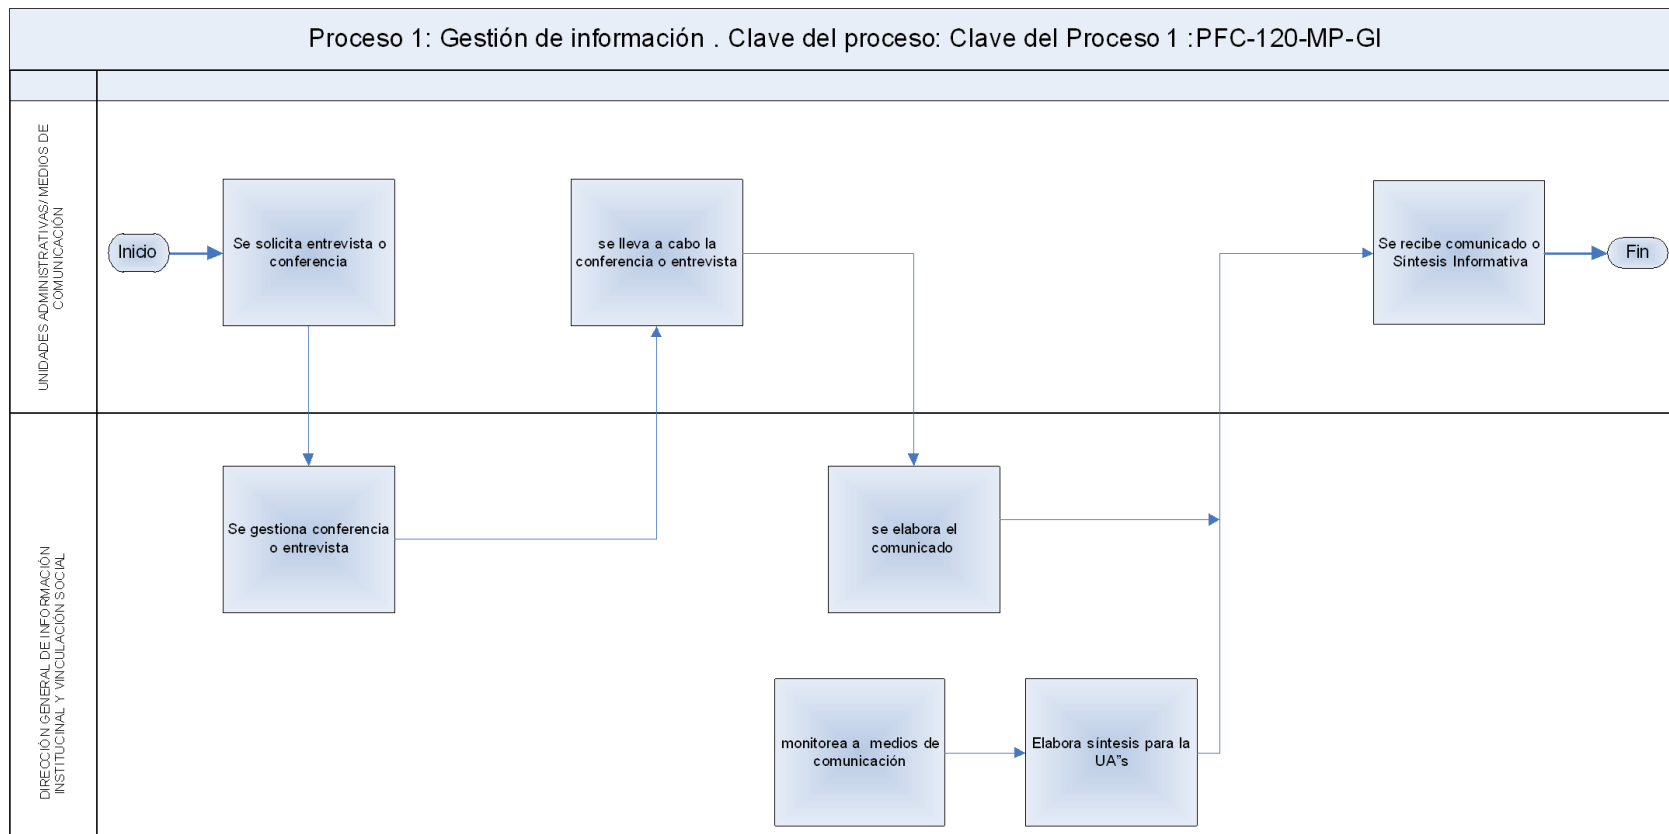 Proceso 1: Gestión de información . Clave del proceso: Clave del Proceso 1 :PFC-120-MP-GI
UNIDADES ADMINISTRATIVAS/ MEDIOS DE
COMUNICACIÓN
Inicio
Se solicita entrevista o
conferencia
se lleva a cabo la
conferencia o entrevista
Se recibe comunicado o
Síntesis Informativa
Fin
DIRECCIÓN GENERAL DE INFORMACIÓN
INSTITUCINAL Y VINCULACIÓN SOCIAL
Se gestiona conferencia
o entrevista
se elabora el
comunicado
monitorea a medios de
comunicación
Elabora síntesis para la
UA"s